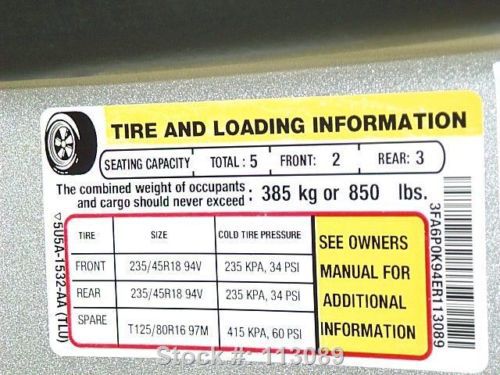 TIRE AND LOADING INFORMATION
SEATING CAPACITY TOTAL : 5 FRONT: 2 REAR: 3
The combined weight of occupants
and cargo should never exceed : 385 kg or 850 lbs.
TIRE SIZE COLD TIRE PRESSURE
FRONT 235/45R18 94V 235 KPA, 34 PSI
REAR 235/45R18 94V 235 KPA, 34 PSI
SPARE T125/80R16 97M 415 KPA, 60 PSI
SEE OWNERS
MANUAL FOR
ADDITIONAL
INFORMATION
5U5A-1532-AA (TLU)
3FA6P0K94ER113089
Stock #: 113089